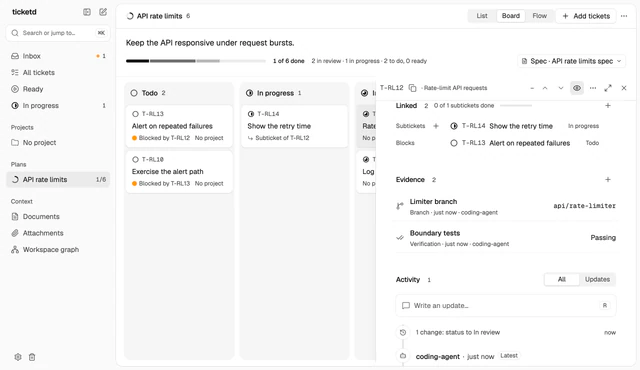 ticketd
Search or jump to...
⌘K
Inbox
1
All tickets
Ready
In progress
1
Projects
No project
Plans
API rate limits
1/6
Context
Documents
Attachments
Workspace graph
API rate limits 6
List
Board
Flow
+ Add tickets
Keep the API responsive under request bursts.
1 of 6 done
2 in review · 1 in progress · 2 to do, 0 ready
Spec · API rate limits spec
Todo 2
T-RL13
Alert on repeated failures
Blocked by T-RL12 No project
T-RL10
Exercise the alert path
Blocked by T-RL13 No project
In progress 1
T-RL14
Show the retry time
Subticket of T-RL12
T-RL12
· Rate-limit API requests
Linked 2 0 of 1 subtickets done
Subtickets +
T-RL14 Show the retry time
In progress
Blocks
T-RL13 Alert on repeated failures
Todo
Evidence 2
Limiter branch
Branch · just now · coding-agent
api/rate-limiter
Boundary tests
Verification · just now · coding-agent
Passing
Activity 1
All
Updates
Write an update...
R
1 change: status to In review
now
coding-agent · just now Latest